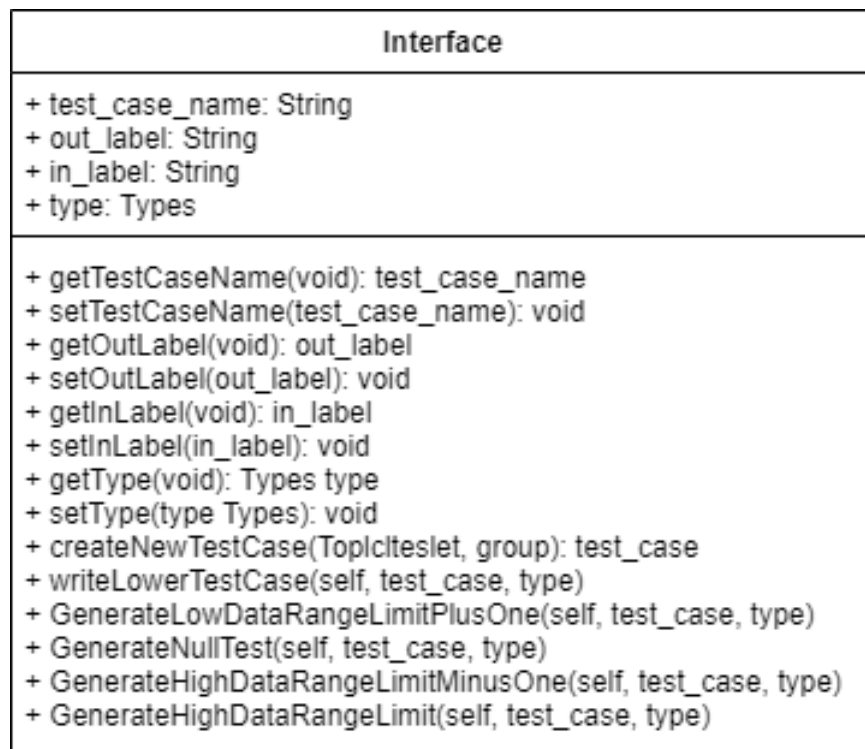 Interface
+ test_case_name: String
+ out_label: String
+ in_label: String
+ type: Types
+ getTestCaseName(void): test_case_name
+ setTestCaseName(test_case_name): void
+ getOutLabel(void): out_label
+ setOutLabel(out_label): void
+ getInLabel(void): in_label
+ setInLabel(in_label): void
+ getType(void): Types type
+ setType(type Types): void
+ createNewTestCase(TopIcIteslet, group): test_case
+ writeLowerTestCase(self, test_case, type)
+ GenerateLowDataRangeLimitPlusOne(self, test_case, type)
+ GenerateNullTest(self, test_case, type)
+ GenerateHighDataRangeLimitMinusOne(self, test_case, type)
+ GenerateHighDataRangeLimit(self, test_case, type)